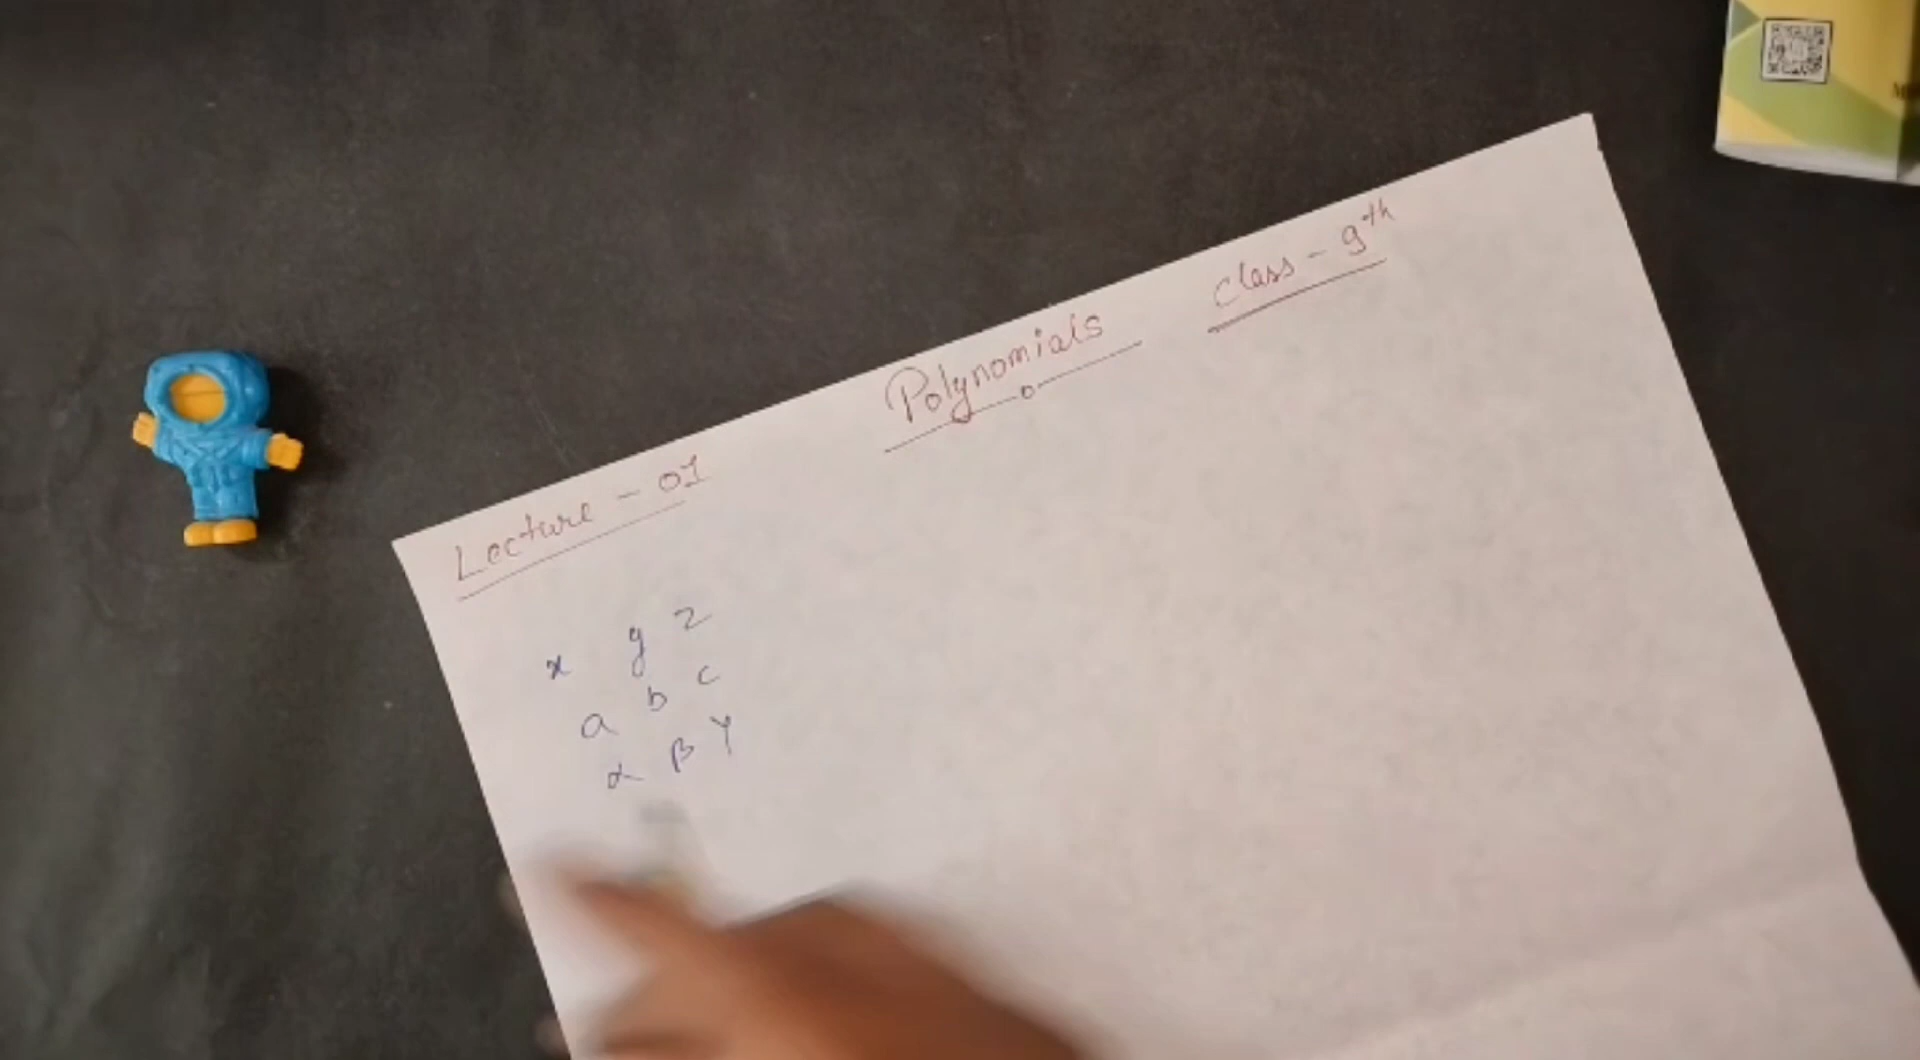 Lecture - 01 Polynomials Class - 9th
x y z
a b c
α β γ